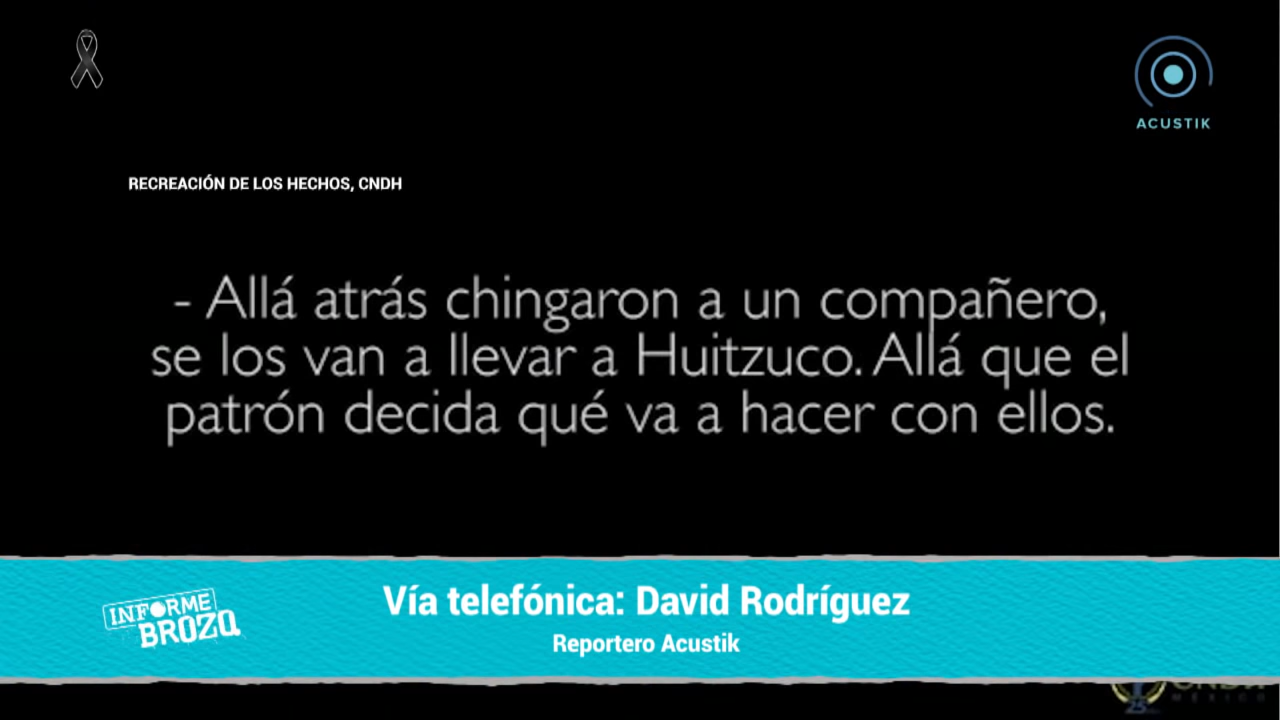 ACUSTIK
RECREACIÓN DE LOS HECHOS, CNDH
- Allá atrás chingaron a un compañero,
se los van a llevar a Huitzuco. Allá que el
patrón decida qué va a hacer con ellos.
INFORME
BROZO
Vía telefónica: David Rodríguez
Reportero Acustik
25